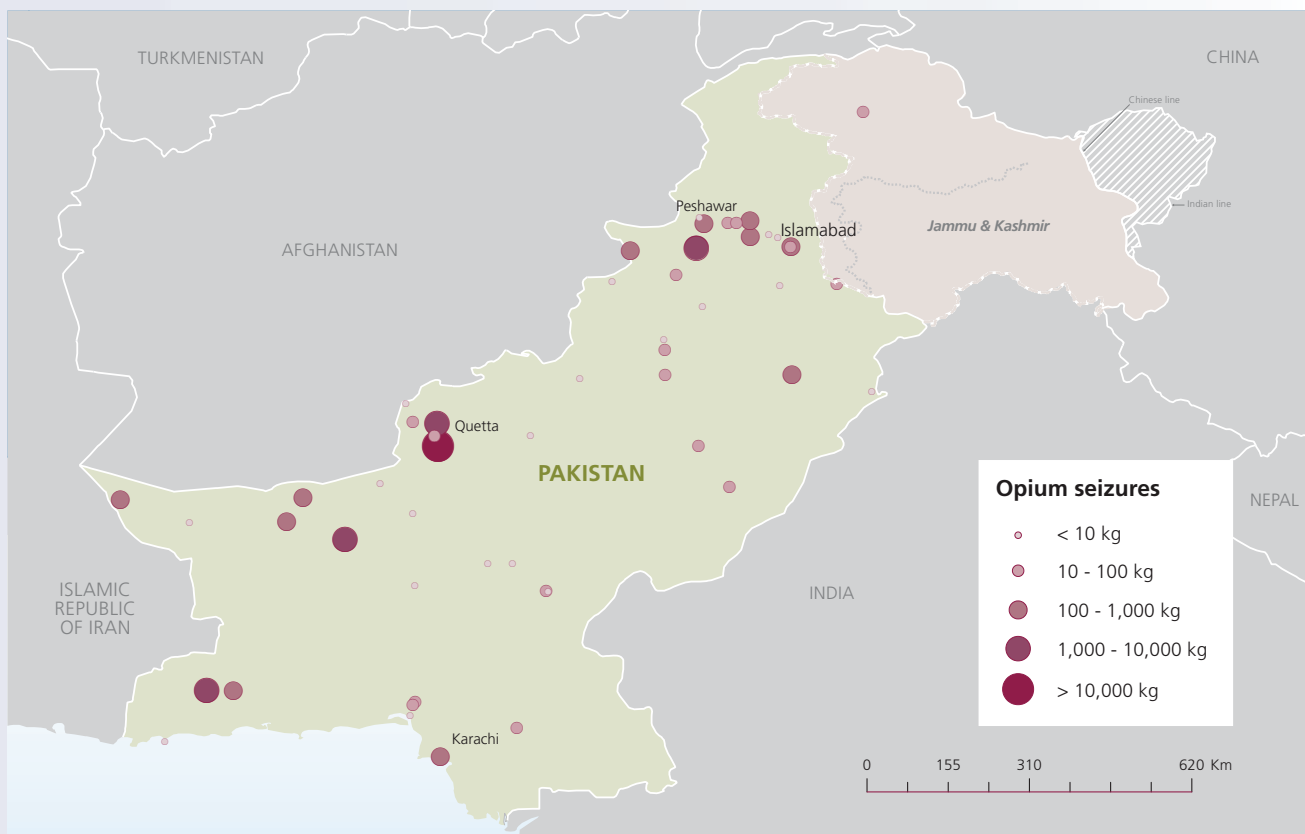 TURKMENISTAN
CHINA
Chinese line
Indian line
Peshawar
Islamabad
Jammu & Kashmir
AFGHANISTAN
Quetta
PAKISTAN
NEPAL
ISLAMIC
REPUBLIC
OF IRAN
INDIA
Karachi
Opium seizures
< 10 kg
10 - 100 kg
100 - 1,000 kg
1,000 - 10,000 kg
> 10,000 kg
0 155 310 620 Km